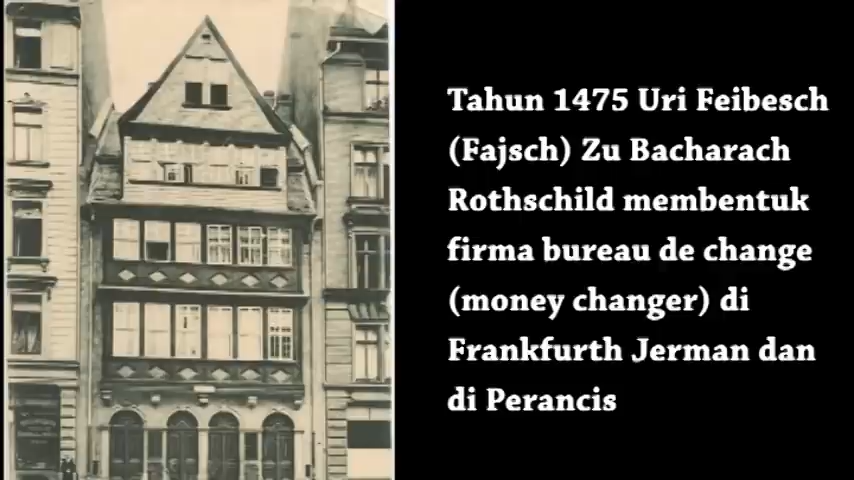 Tahun 1475 Uri Feibesch
(Fajsch) Zu Bacharach
Rothschild membentuk
firma bureau de change
(money changer) di
Frankfurth Jerman dan
di Perancis